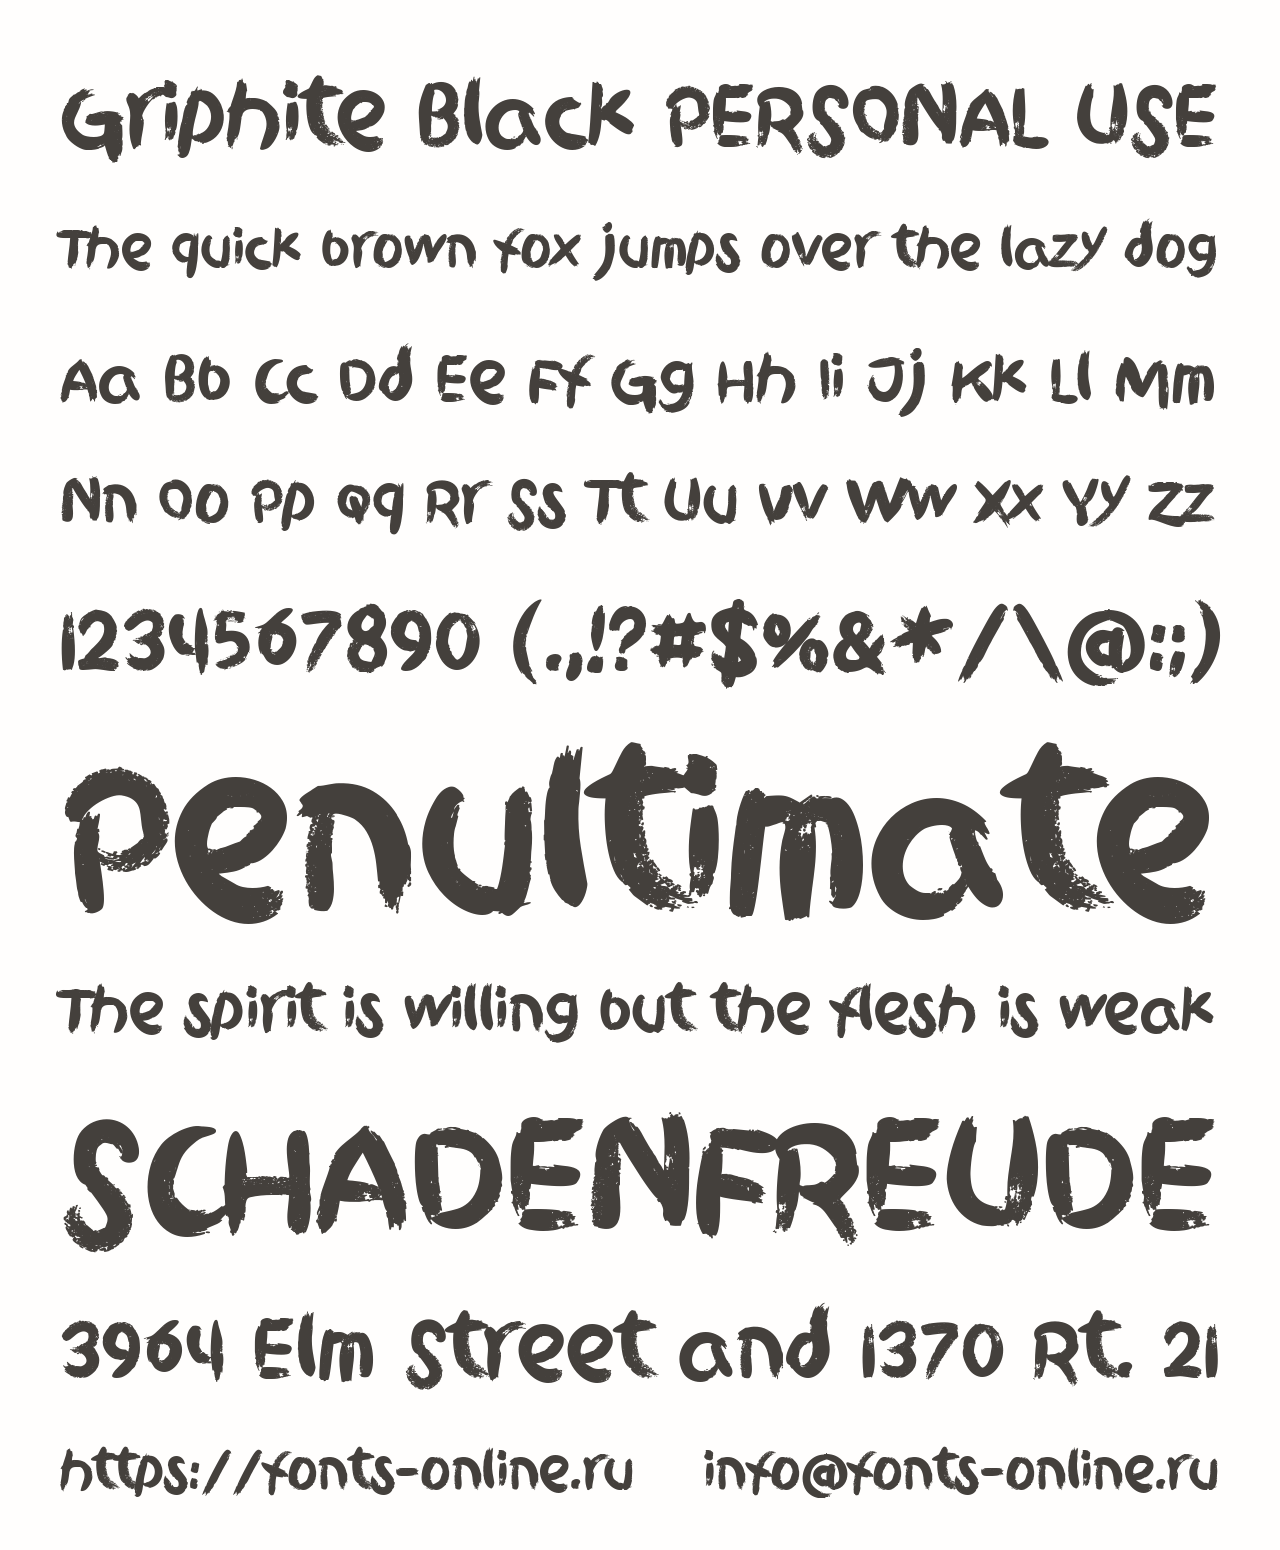 Griphite Black PERSONAL USE
The quick brown fox jumps over the lazy dog
Aa Bb Cc Dd Ee Ff Gg Hh Ii Jj Kk Ll Mm
Nn Oo Pp Qq Rr Ss Tt Uu Vv Ww Xx Yy Zz
1234567890 (.,!?#$%&*/\@:;)
Penultimate
The spirit is willing but the flesh is weak
SCHADENFREUDE
3964 Elm Street and 1370 Rt. 21
https://fonts-online.ru info@fonts-online.ru